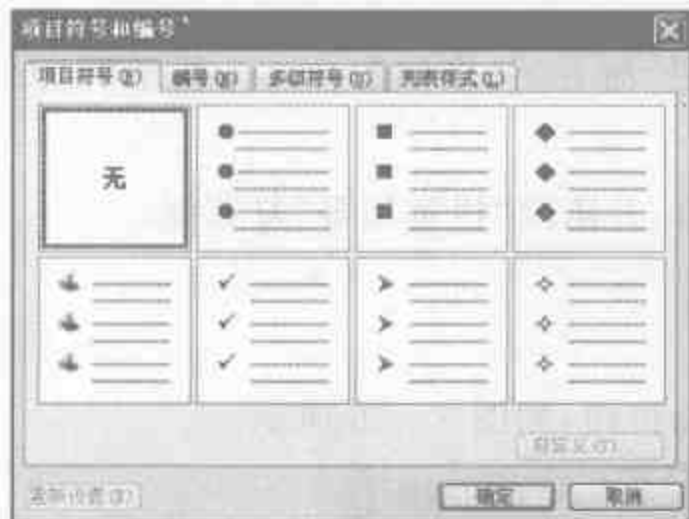 项目符号和编号
项目符号(B) 编号(N) 多级符号(U) 列表样式(L)
无
自定义(T)...
重新设置(R)
确定 取消